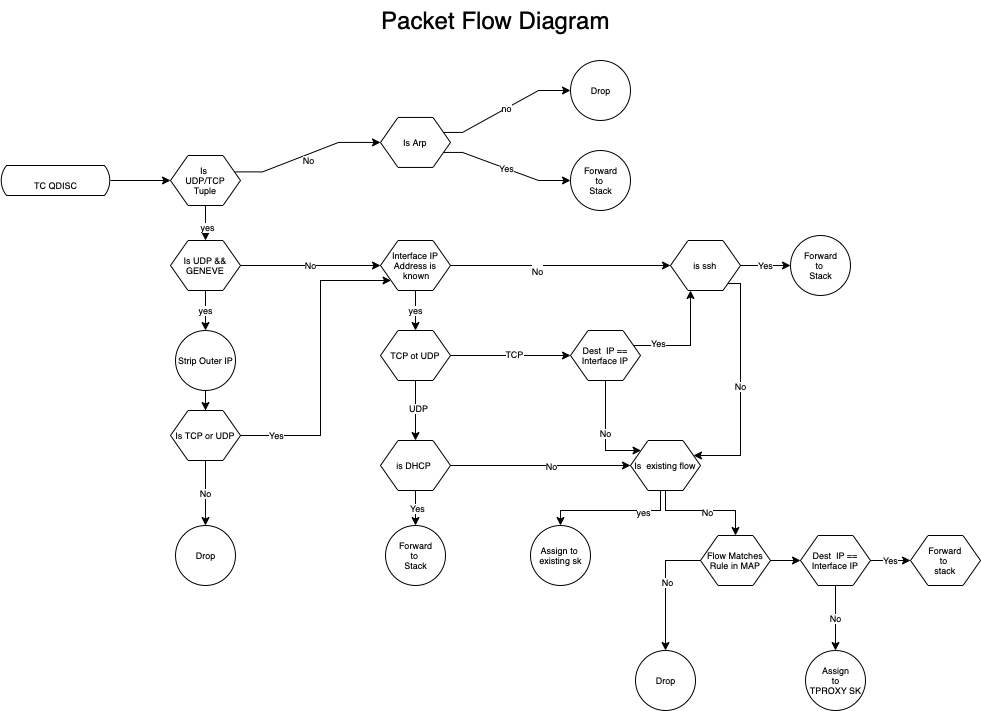 Packet Flow Diagram
Drop
no
Is Arp
No
Yes
Forward
to
Stack
TC QDISC
Is
UDP/TCP
Tuple
yes
Is UDP &&
GENEVE
No
Interface IP
Address is
known
No
is ssh
Yes
Forward
to
Stack
yes
yes
Strip Outer IP
TCP ot UDP
TCP
Dest  IP ==
Interface IP
Yes
No
UDP
Is TCP or UDP
Yes
No
is DHCP
No
Is  existing flow
No
Yes
yes
No
Drop
Forward
to
Stack
Assign to
existing sk
Flow Matches
Rule in MAP
Dest  IP ==
Interface IP
Yes
Forward
to
stack
No
No
Drop
Assign
to
TPROXY SK